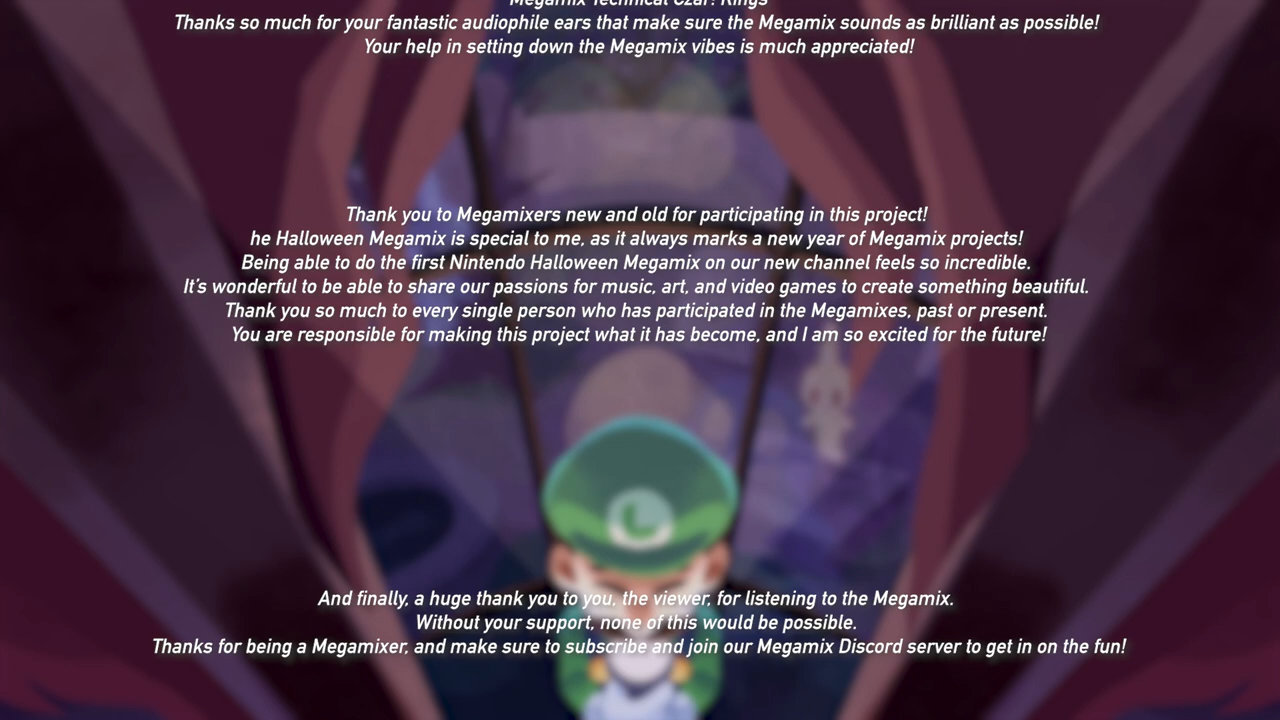 Megamix Technical Czar: Kings
Thanks so much for your fantastic audiophile ears that make sure the Megamix sounds as brilliant as possible!
Your help in setting down the Megamix vibes is much appreciated!
Thank you to Megamixers new and old for participating in this project!
he Halloween Megamix is special to me, as it always marks a new year of Megamix projects!
Being able to do the first Nintendo Halloween Megamix on our new channel feels so incredible.
It's wonderful to be able to share our passions for music, art, and video games to create something beautiful.
Thank you so much to every single person who has participated in the Megamixes, past or present.
You are responsible for making this project what it has become, and I am so excited for the future!
L
And finally, a huge thank you to you, the viewer, for listening to the Megamix.
Without your support, none of this would be possible.
Thanks for being a Megamixer, and make sure to subscribe and join our Megamix Discord server to get in on the fun!